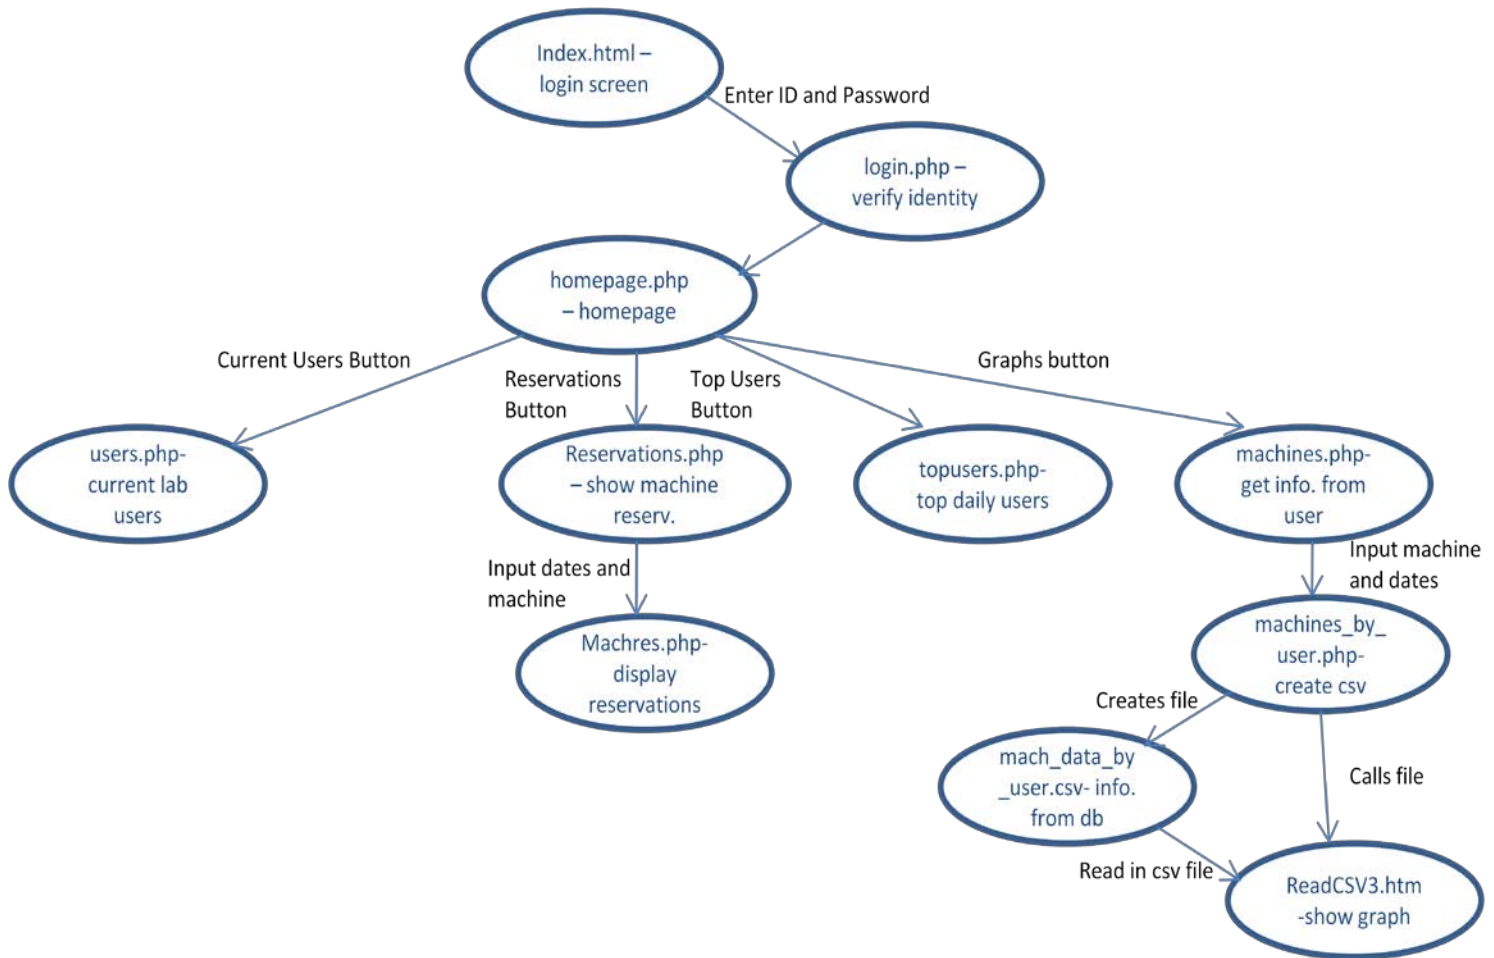 Index.html –
login screen
Enter ID and Password
login.php –
verify identity
homepage.php
– homepage
Current Users Button
Reservations
Button
Top Users
Button
Graphs button
users.php-
current lab
users
Reservations.php
– show machine
reserv.
topusers.php-
top daily users
machines.php-
get info. from
user
Input dates and
machine
Input machine
and dates
Machres.php-
display
reservations
machines_by_
user.php-
create csv
Creates file
mach_data_by
_user.csv- info.
from db
Calls file
Read in csv file
ReadCSV3.htm
-show graph